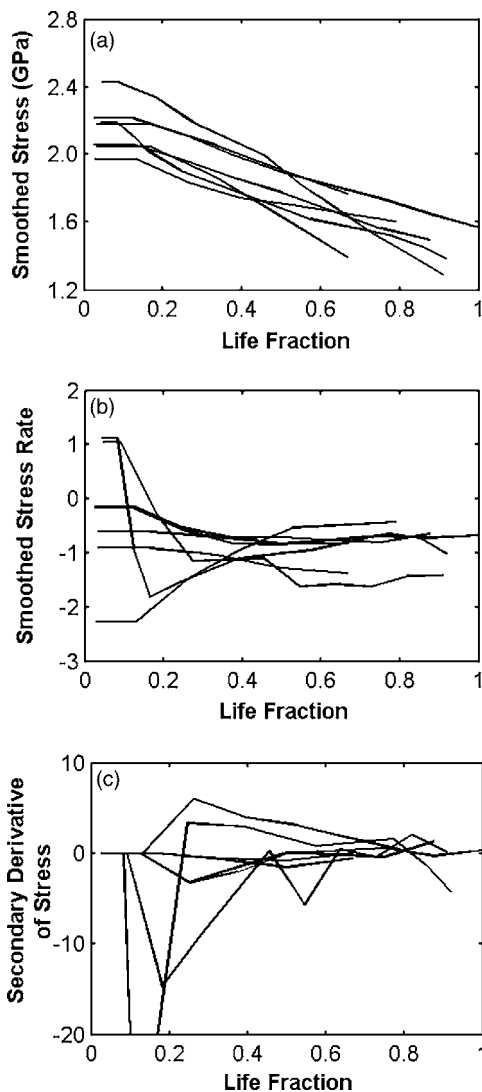 (a)
Smoothed Stress (GPa)
2.8
2.4
2.0
1.6
1.2
0 0.2 0.4 0.6 0.8 1
Life Fraction
(b)
Smoothed Stress Rate
2
1
0
-1
-2
-3
0 0.2 0.4 0.6 0.8 1
Life Fraction
(c)
Secondary Derivative
of Stress
10
0
-10
-20
0 0.2 0.4 0.6 0.8 1
Life Fraction